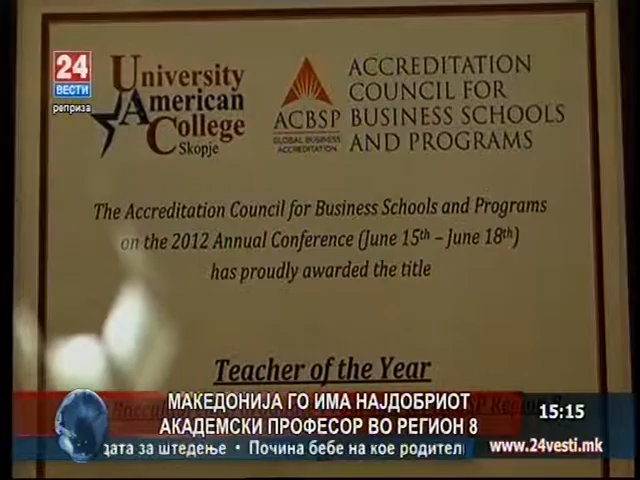 24
ВЕСТИ
реприза
University
American
College
Skopje
ACBSP
GLOBAL BUSINESS
ACCREDITATION
ACCREDITATION
COUNCIL FOR
BUSINESS SCHOOLS
AND PROGRAMS
The Accreditation Council for Business Schools and Programs
on the 2012 Annual Conference (June 15th – June 18th)
has proudly awarded the title
Teacher of the Year
МАКЕДОНИЈА ГО ИМА НАЈДОБРИОТ
АКАДЕМСКИ ПРОФЕСОР ВО РЕГИОН 8
15:15
за штедење • Почина бебе на кое
www.24vesti.mk